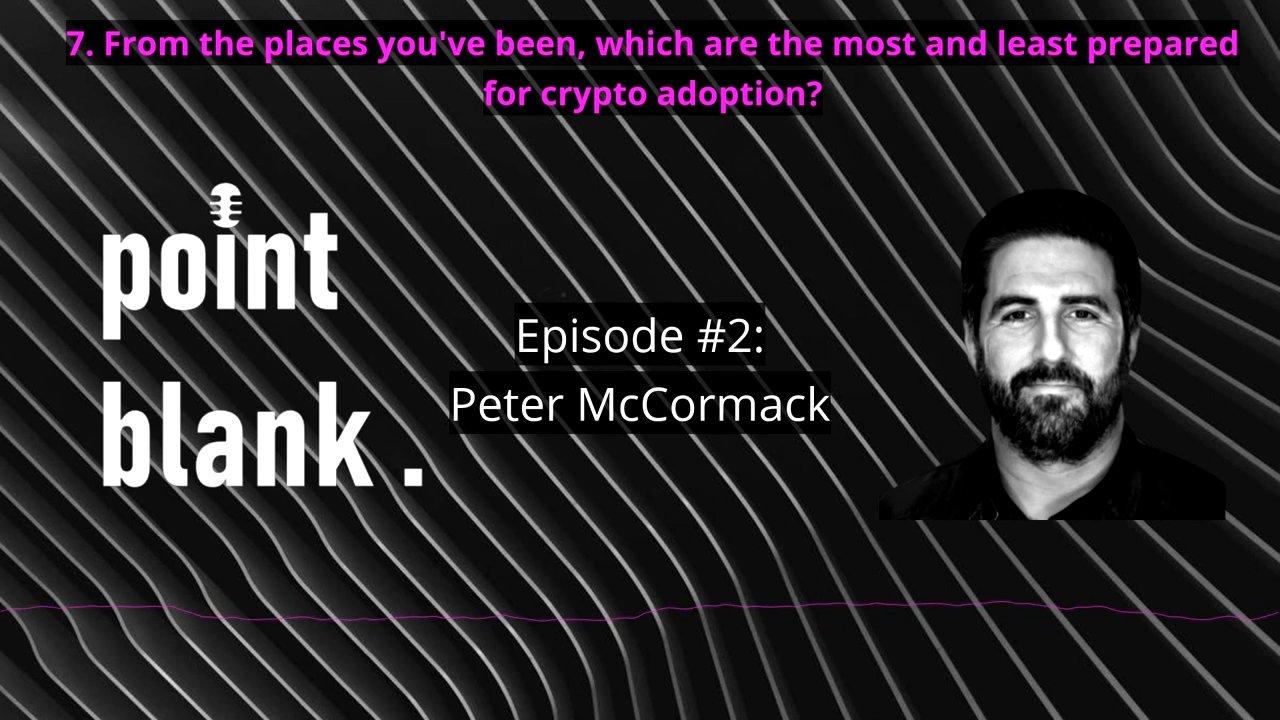 7. From the places you've been, which are the most and least prepared
for crypto adoption?
point
blank.
Episode #2:
Peter McCormack